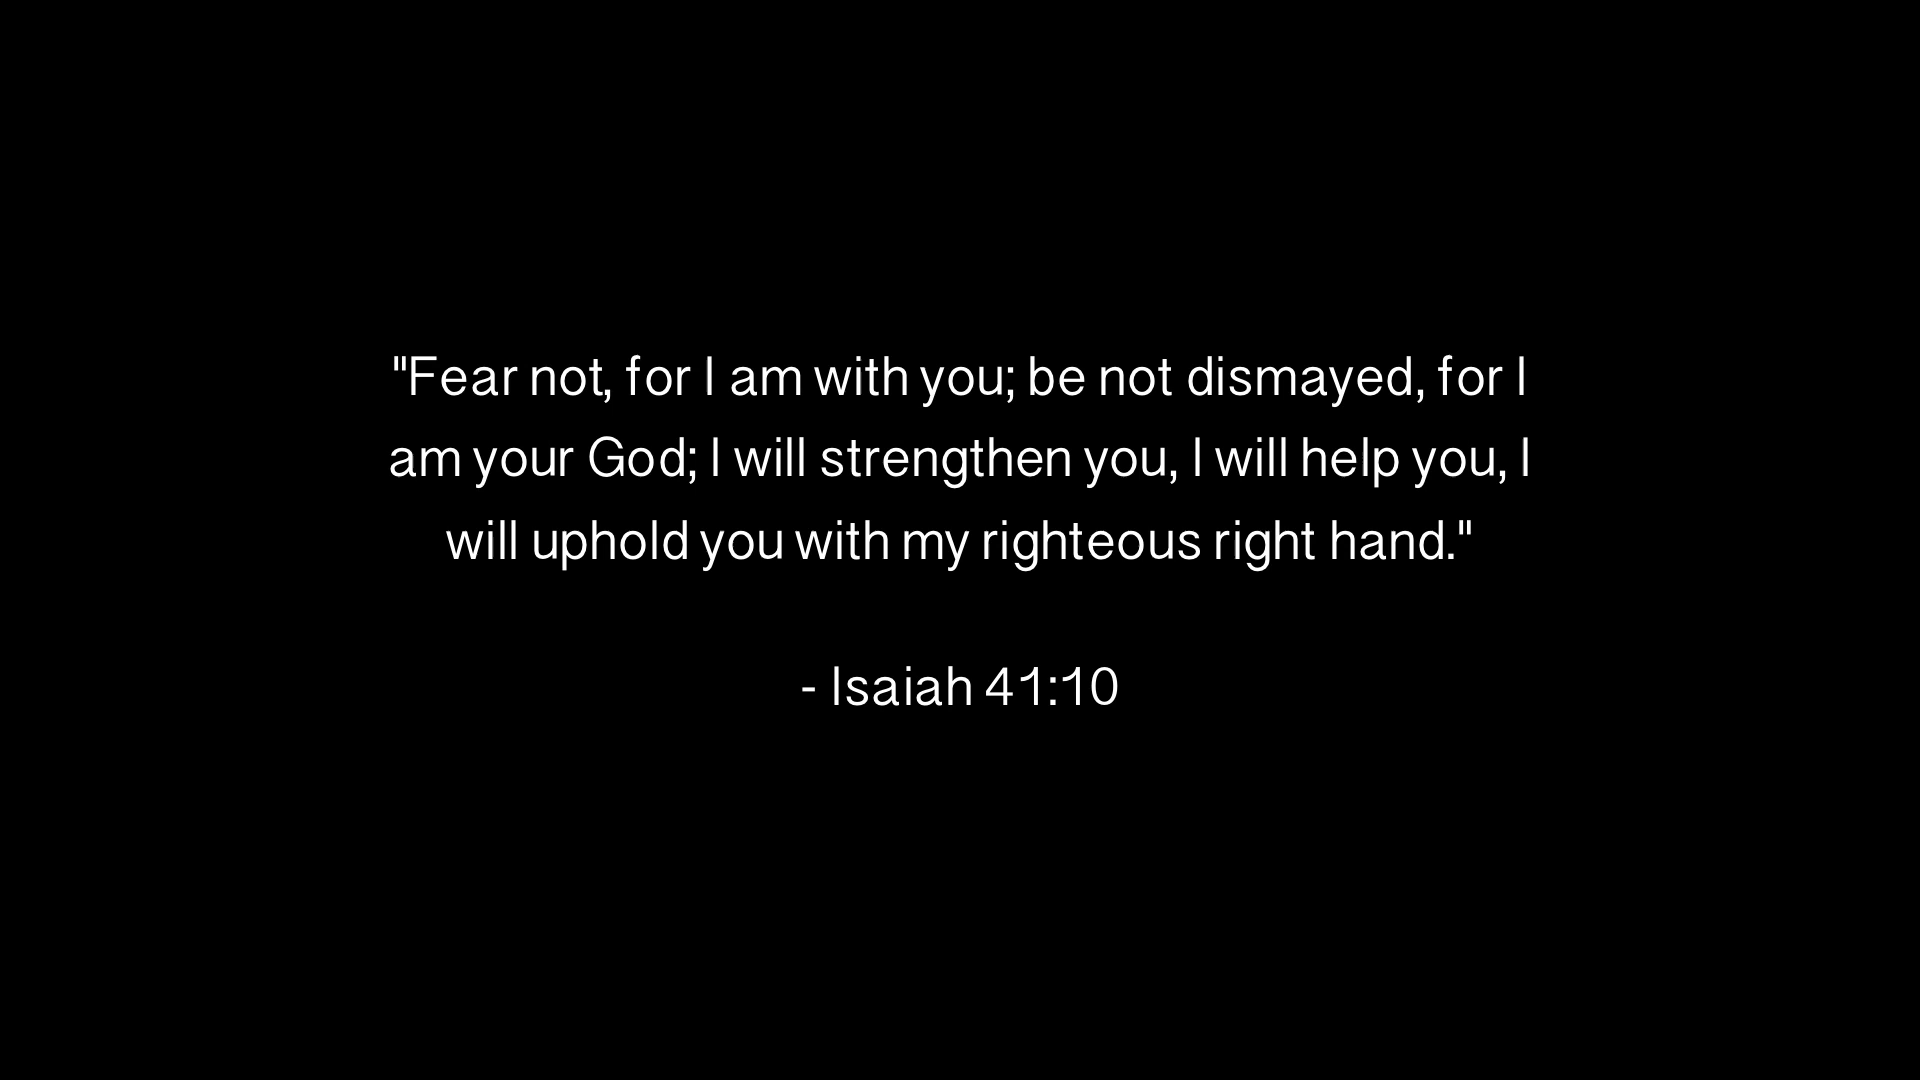 "Fear not, for I am with you; be not dismayed, for I
am your God; I will strengthen you, I will help you, I
will uphold you with my righteous right hand."
- Isaiah 41:10